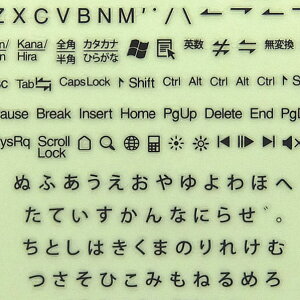 ZXCVBNM'"/\
Kana/ 全角 カタカナ 英数 無変換
Hira 半角 ひらがな
Tab CapsLock Shift Ctrl Alt Ctrl Alt
Break Insert Home PgUp Delete End
SysRq Scroll
Lock
ぬふあうえおやゆよわほへ
たていすかんなにらせ゛。
ちとしはきくまのりれけむ
つさそひこみもねるめろ